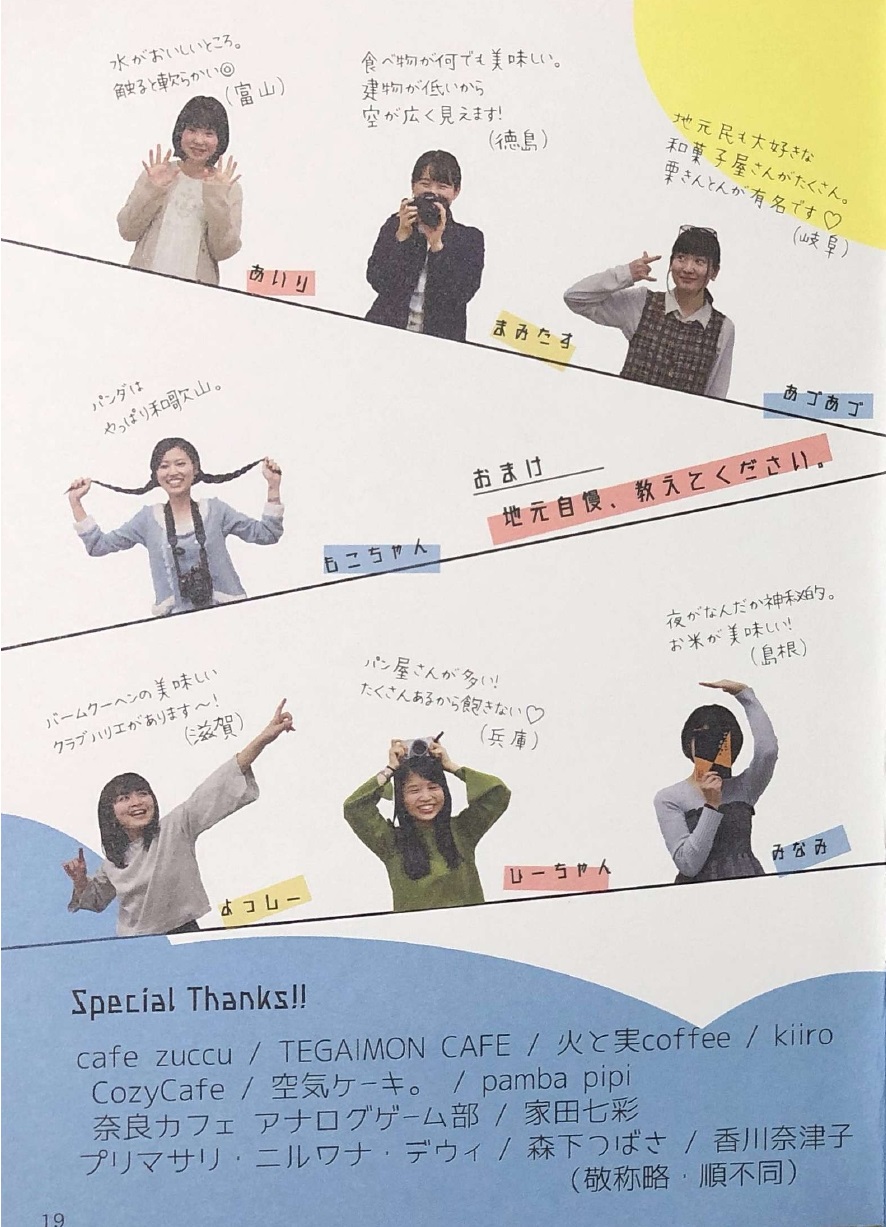 水がおいしいところ。
触ると軟らかい◎
(富山)
あいり
食べ物が何でも美味しい。
建物が低いから
空が広く見えます!
(徳島)
まみたす
地元民も大好きな
和菓子屋さんがたくさん。
栗きんとんが有名です♡
(岐阜)
あづあづ
パンダは
やっぱり和歌山。
もこちゃん
おまけ
地元自慢、教えてください。
バームクーヘンの美味しい
クラブハリエがあります〜!
(滋賀)
よっしー
パン屋さんが多い!
たくさんあるから飽きない♡
(兵庫)
ひーちゃん
夜がなんだか神秘的。
お米が美味しい!
(島根)
みなみ
Special Thanks!!
cafe zuccu / TEGAIMON CAFE / 火と実coffee / kiiro
CozyCafe / 空気ケーキ。 / pamba pipi
奈良カフェ アナログゲーム部 / 家田七彩
プリマサリ・ニルワナ・デウィ / 森下つばさ / 香川奈津子
(敬称略・順不同)
19